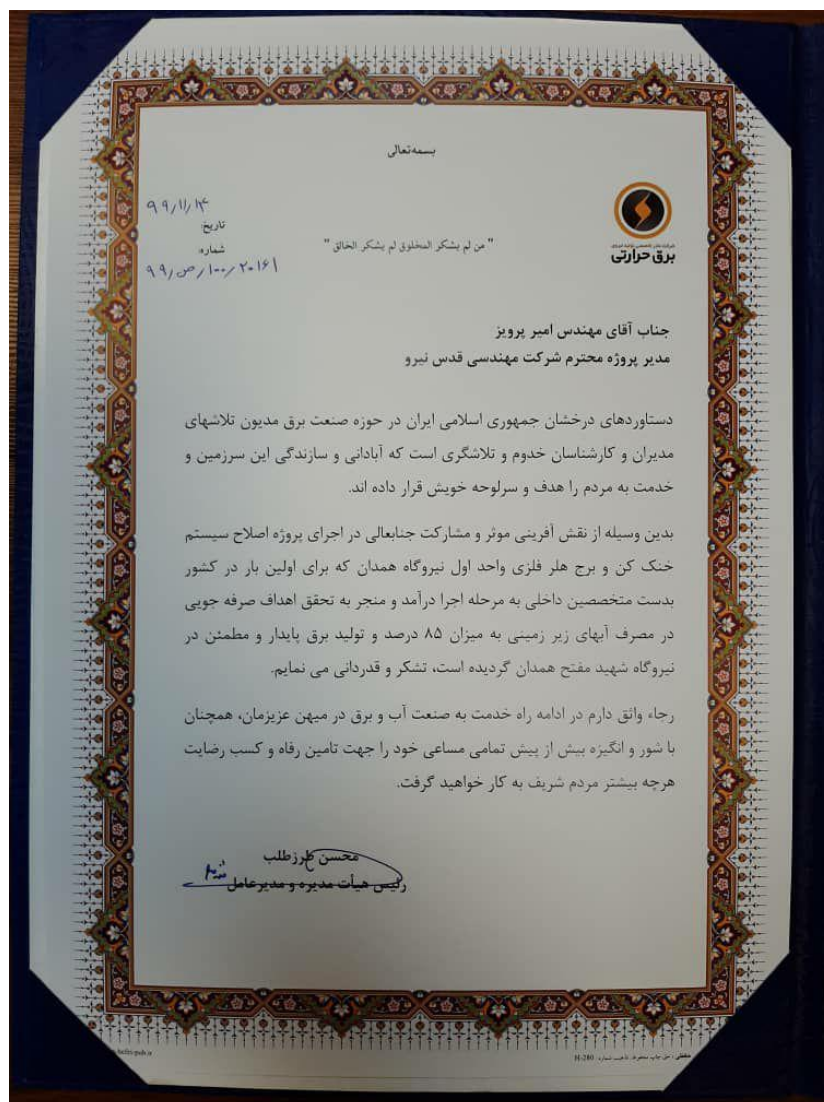 بسمه‌تعالی
۹۹/۱۱/۱۴
تاریخ:
شماره:
۹۹/ص/۱۰۰/۲۰۱۶۱
" من لم یشکر المخلوق لم یشکر الخالق "
برق حرارتی
جناب آقای مهندس امیر پرویز
مدیر پروژه محترم شرکت مهندسی قدس نیرو
دستاوردهای درخشان جمهوری اسلامی ایران در حوزه صنعت برق مدیون تلاشهای
مدیران و کارشناسان خدوم و تلاشگری است که آبادانی و سازندگی این سرزمین و
خدمت به مردم را هدف و سرلوحه خویش قرار داده اند.
بدین وسیله از نقش آفرینی موثر و مشارکت جنابعالی در اجرای پروژه اصلاح سیستم
خنک کن و برج هلر فلزی واحد اول نیروگاه همدان که برای اولین بار در کشور
بدست متخصصین داخلی به مرحله اجرا درآمد و منجر به تحقق اهداف صرفه جویی
در مصرف آبهای زیر زمینی به میزان ۸۵ درصد و تولید برق پایدار و مطمئن در
نیروگاه شهید مفتح همدان گردیده است، تشکر و قدردانی می نمایم.
رجاء واثق دارم در ادامه راه خدمت به صنعت آب و برق در میهن عزیزمان، همچنان
با شور و انگیزه بیش از پیش تمامی مساعی خود را جهت تامین رفاه و کسب رضایت
هرچه بیشتر مردم شریف به کار خواهید گرفت.
محسن طرزطلب
رئیس هیأت مدیره و مدیرعامل
H-280